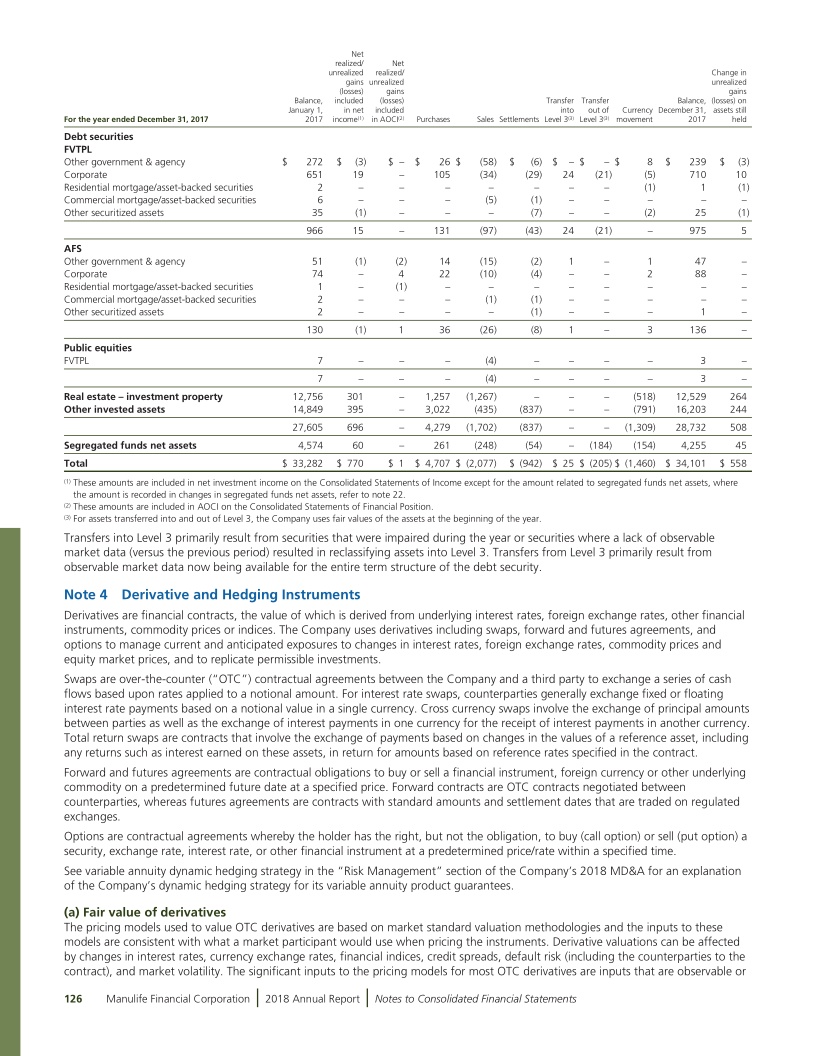 Net
realized/
unrealized
gains
(losses)
included
in net
income(1)
Net
realized/
unrealized
gains
(losses)
included
in AOCI(2)
Change in
unrealized
gains
(losses) on
assets still
held
Balance,
January 1,
2017
Transfer
into
Level 3(3)
Transfer
out of
Level 3(3)
Currency
movement
Balance,
December 31,
2017
For the year ended December 31, 2017 Purchases Sales Settlements
Debt securities
FVTPL
Other government & agency $ 272 $ (3) $ – $ 26 $ (58) $ (6) $ – $ – $ 8 $ 239 $ (3)
Corporate 651 19 – 105 (34) (29) 24 (21) (5) 710 10
Residential mortgage/asset-backed securities 2 – – – – – – – (1) 1 (1)
Commercial mortgage/asset-backed securities 6 – – – (5) (1) – – – – –
Other securitized assets 35 (1) – – – (7) – – (2) 25 (1)
966 15 – 131 (97) (43) 24 (21) – 975 5
AFS
Other government & agency 51 (1) (2) 14 (15) (2) 1 – 1 47 –
Corporate 74 – 4 22 (10) (4) – – 2 88 –
Residential mortgage/asset-backed securities 1 – (1) – – – – – – – –
Commercial mortgage/asset-backed securities 2 – – – (1) (1) – – – – –
Other securitized assets 2 – – – – (1) – – – 1 –
130 (1) 1 36 (26) (8) 1 – 3 136 –
Public equities
FVTPL 7 – – – (4) – – – – 3 –
7 – – – (4) – – – – 3 –
Real estate – investment property 12,756 301 – 1,257 (1,267) – – – (518) 12,529 264
Other invested assets 14,849 395 – 3,022 (435) (837) – – (791) 16,203 244
27,605 696 – 4,279 (1,702) (837) – – (1,309) 28,732 508
Segregated funds net assets 4,574 60 – 261 (248) (54) – (184) (154) 4,255 45
Total $ 33,282 $ 770 $ 1 $ 4,707 $ (2,077) $ (942) $ 25 $ (205) $ (1,460) $ 34,101 $ 558
(1) These amounts are included in net investment income on the Consolidated Statements of Income except for the amount related to segregated funds net assets, where
the amount is recorded in changes in segregated funds net assets, refer to note 22.
(2) These amounts are included in AOCI on the Consolidated Statements of Financial Position.
(3) For assets transferred into and out of Level 3, the Company uses fair values of the assets at the beginning of the year.
Transfers into Level 3 primarily result from securities that were impaired during the year or securities where a lack of observable
market data (versus the previous period) resulted in reclassifying assets into Level 3. Transfers from Level 3 primarily result from
observable market data now being available for the entire term structure of the debt security.
Note 4 Derivative and Hedging Instruments
Derivatives are financial contracts, the value of which is derived from underlying interest rates, foreign exchange rates, other financial
instruments, commodity prices or indices. The Company uses derivatives including swaps, forward and futures agreements, and
options to manage current and anticipated exposures to changes in interest rates, foreign exchange rates, commodity prices and
equity market prices, and to replicate permissible investments.
Swaps are over-the-counter (“OTC”) contractual agreements between the Company and a third party to exchange a series of cash
flows based upon rates applied to a notional amount. For interest rate swaps, counterparties generally exchange fixed or floating
interest rate payments based on a notional value in a single currency. Cross currency swaps involve the exchange of principal amounts
between parties as well as the exchange of interest payments in one currency for the receipt of interest payments in another currency.
Total return swaps are contracts that involve the exchange of payments based on changes in the values of a reference asset, including
any returns such as interest earned on these assets, in return for amounts based on reference rates specified in the contract.
Forward and futures agreements are contractual obligations to buy or sell a financial instrument, foreign currency or other underlying
commodity on a predetermined future date at a specified price. Forward contracts are OTC contracts negotiated between
counterparties, whereas futures agreements are contracts with standard amounts and settlement dates that are traded on regulated
exchanges.
Options are contractual agreements whereby the holder has the right, but not the obligation, to buy (call option) or sell (put option) a
security, exchange rate, interest rate, or other financial instrument at a predetermined price/rate within a specified time.
See variable annuity dynamic hedging strategy in the “Risk Management” section of the Company’s 2018 MD&A for an explanation
of the Company’s dynamic hedging strategy for its variable annuity product guarantees.
(a) Fair value of derivatives
The pricing models used to value OTC derivatives are based on market standard valuation methodologies and the inputs to these
models are consistent with what a market participant would use when pricing the instruments. Derivative valuations can be affected
by changes in interest rates, currency exchange rates, financial indices, credit spreads, default risk (including the counterparties to the
contract), and market volatility. The significant inputs to the pricing models for most OTC derivatives are inputs that are observable or
126 Manulife Financial Corporation | 2018 Annual Report | Notes to Consolidated Financial Statements